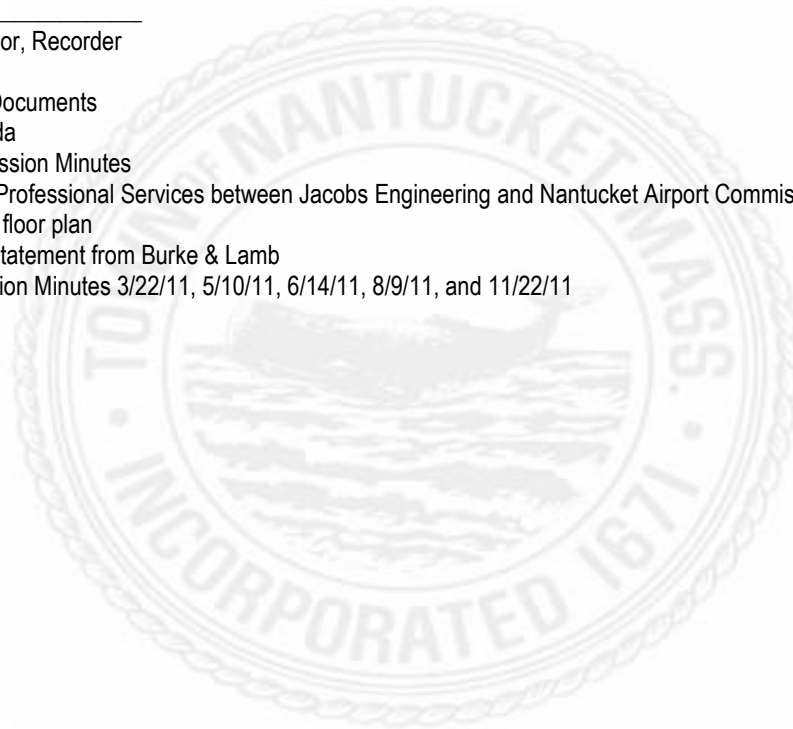 or, Recorder
Documents
da
ssion Minutes
Professional Services between Jacobs Engineering and Nantucket Airport Commis
floor plan
tatement from Burke & Lamb
ion Minutes 3/22/11, 5/10/11, 6/14/11, 8/9/11, and 11/22/11
TOWN OF NANTUCKET MASS.
INCORPORATED 1671